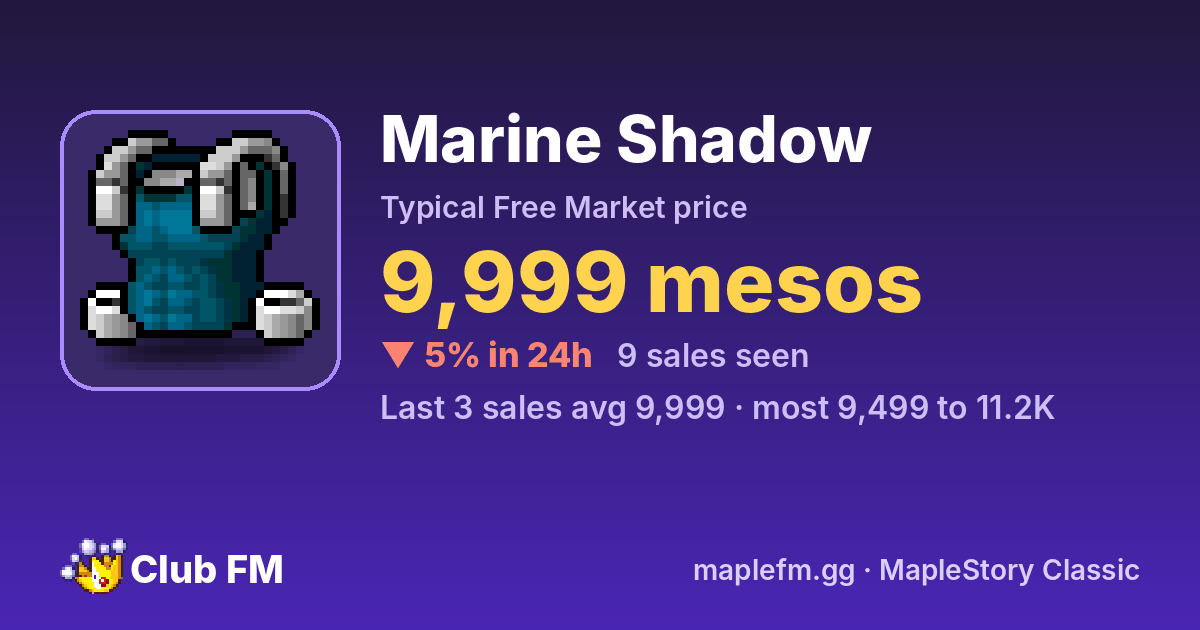 Marine Shadow
Typical Free Market price
9,999 mesos
▼ 5% in 24h 9 sales seen
Last 3 sales avg 9,999 · most 9,499 to 11.2K
Club FM
maplefm.gg · MapleStory Classic